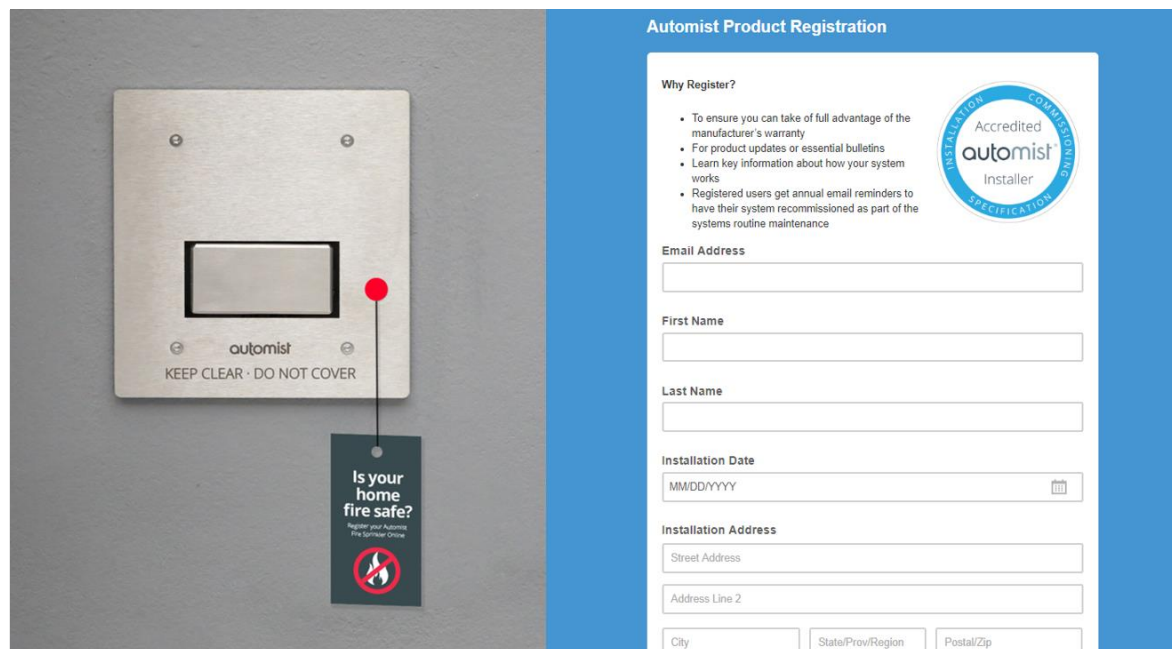 automist
KEEP CLEAR · DO NOT COVER
Is your
home
fire safe?
Register your Automist
Fire Sprinkler Online
Automist Product Registration
Why Register?
To ensure you can take of full advantage of the
manufacturer's warranty
For product updates or essential bulletins
Learn key information about how your system
works
Registered users get annual email reminders to
have their system recommissioned as part of the
systems routine maintenance
INSTALLATION COMMISSIONING
Accredited
automist
Installer
SPECIFICATION
Email Address
First Name
Last Name
Installation Date
MM/DD/YYYY
Installation Address
Street Address
Address Line 2
City State/Prov/Region Postal/Zip